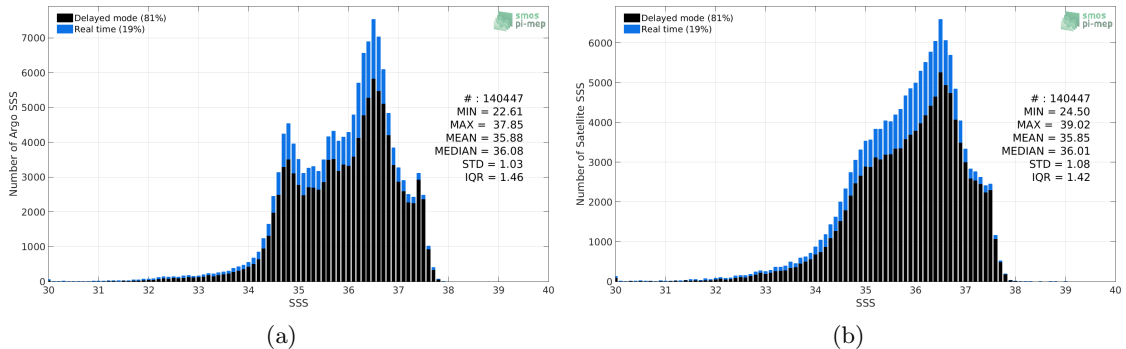 Delayed mode (81%)
Real time (19%)
smos
pi-mep
# : 140447
MIN = 22.61
MAX = 37.85
MEAN = 35.88
MEDIAN = 36.08
STD = 1.03
IQR = 1.46
Number of Argo SSS
7000
6000
5000
4000
3000
2000
1000
0
30 31 32 33 34 35 36 37 38 39 40
SSS
(a)
Delayed mode (81%)
Real time (19%)
smos
pi-mep
# : 140447
MIN = 24.50
MAX = 39.02
MEAN = 35.85
MEDIAN = 36.01
STD = 1.08
IQR = 1.42
Number of Satellite SSS
6000
5000
4000
3000
2000
1000
0
30 31 32 33 34 35 36 37 38 39 40
SSS
(b)